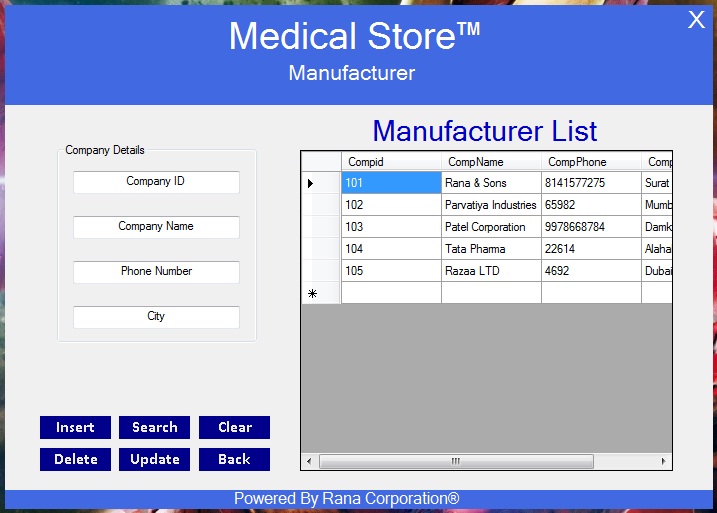 X
Medical Store™
Manufacturer
Company Details
Company ID
Company Name
Phone Number
City
Manufacturer List
Compid CompName CompPhone Comp
101 Rana & Sons 8141577275 Surat
102 Parvatiya Industries 65982 Mumb
103 Patel Corporation 9978668784 Damk
104 Tata Pharma 22614 Alaha
105 Razaa LTD 4692 Dubai
Insert Search Clear
Delete Update Back
Powered By Rana Corporation®